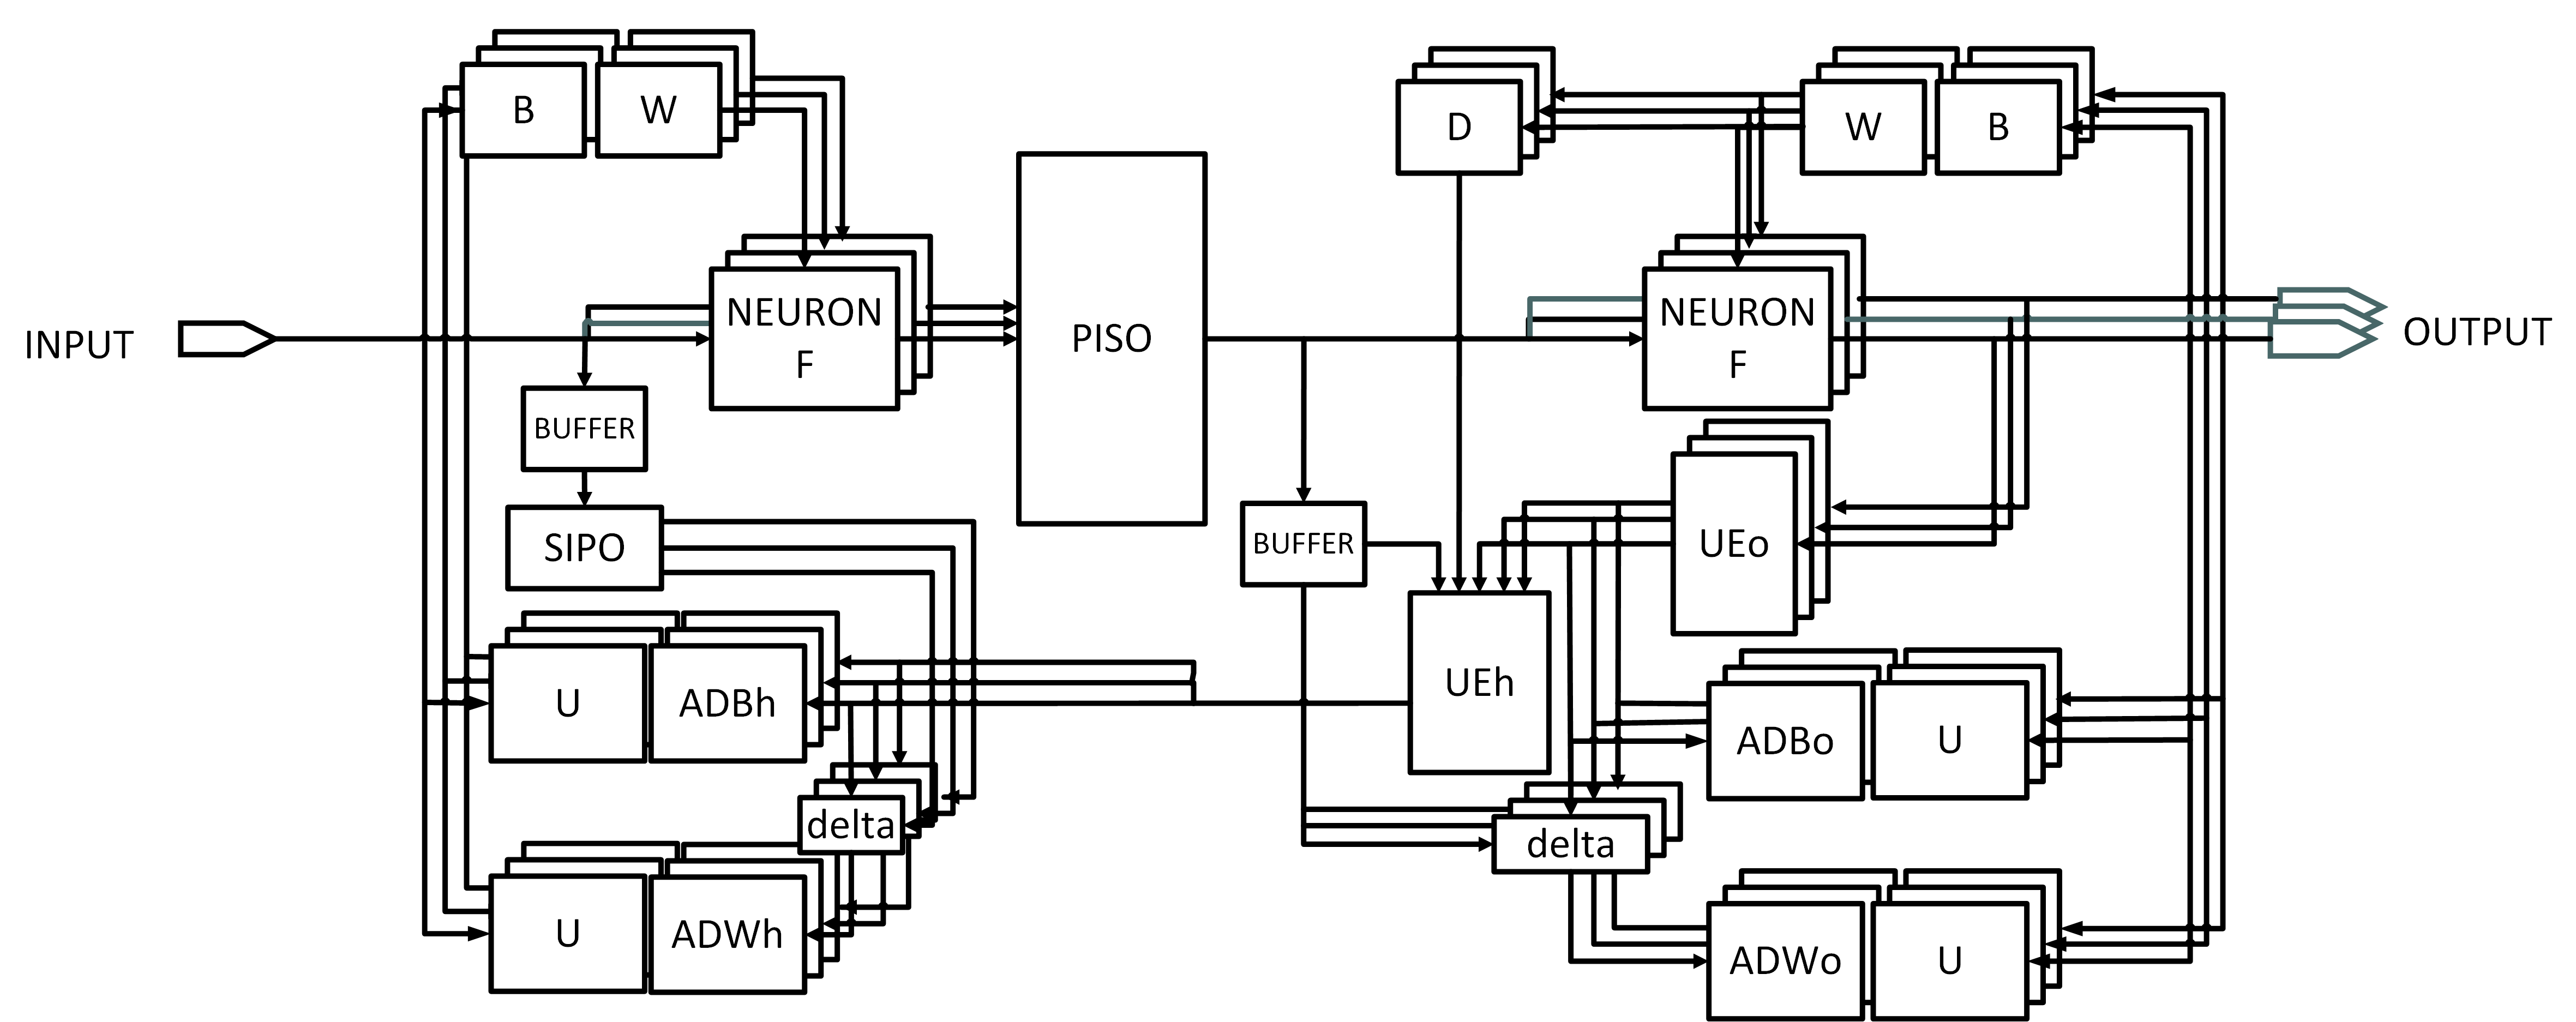 B
W
D
W
B
INPUT
NEURON
F
PISO
NEURON
F
OUTPUT
BUFFER
SIPO
BUFFER
UEo
U
ADBh
UEh
ADBo
U
delta
delta
U
ADWh
ADWo
U